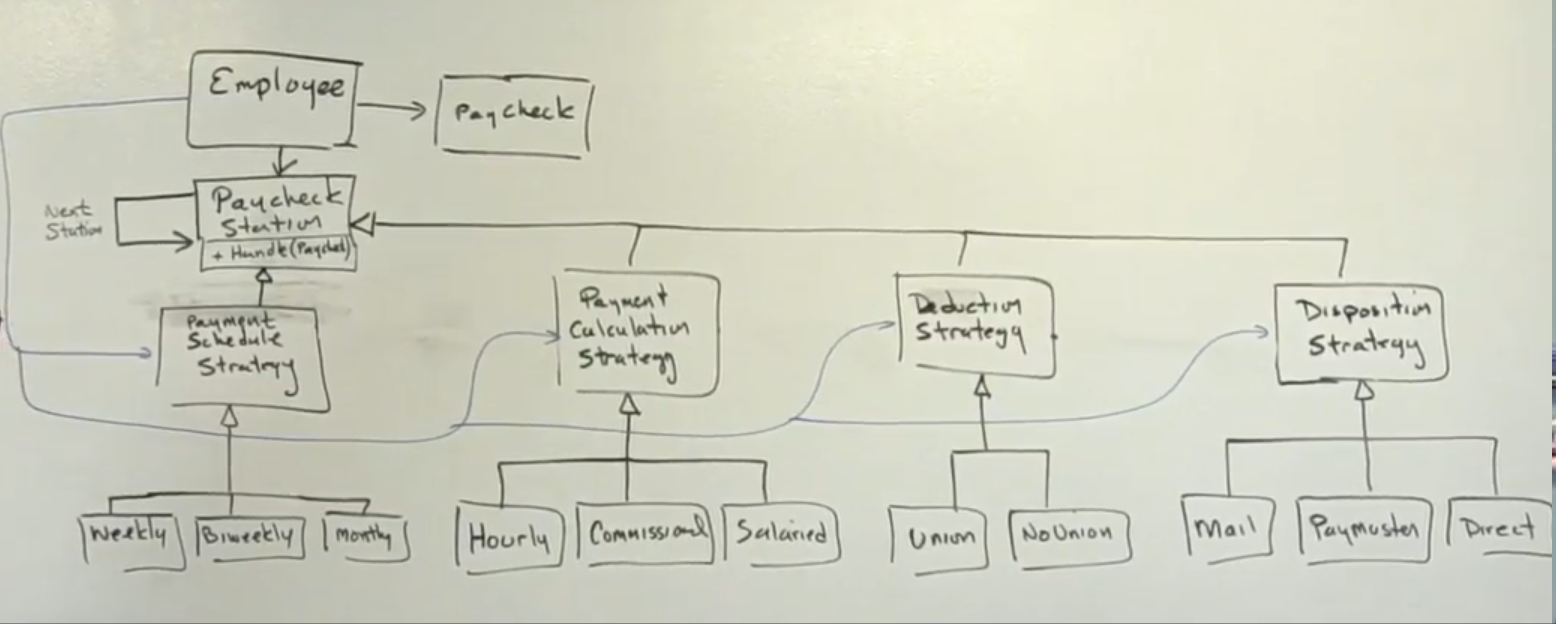 Employee
Paycheck
Paycheck
Station
+ Handle(Paycheck)
Next
Station
Payment
Schedule
Strategy
Payment
Calculation
Strategy
Deduction
Strategy
Disposition
Strategy
Weekly
Biweekly
Monthly
Hourly
Commissioned
Salaried
Union
NoUnion
Mail
Paymaster
Direct